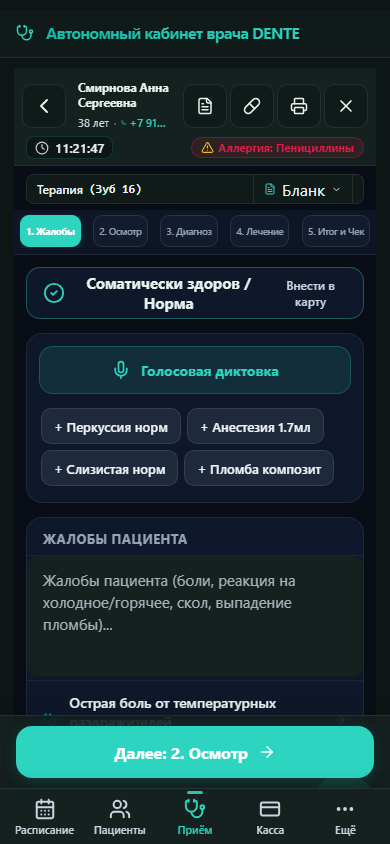 Автономный кабинет врача DENTE
Смирнова Анна
Сергеевна
38 лет · +7 91...
11:21:47
Аллергия: Пенициллины
Терапия (Зуб 16)
Бланк
1. Жалобы
2. Осмотр
3. Диагноз
4. Лечение
5. Итог и Чек
Соматически здоров /
Норма
Внести в
карту
Голосовая диктовка
+ Перкуссия норм
+ Анестезия 1.7мл
+ Слизистая норм
+ Пломба композит
ЖАЛОБЫ ПАЦИЕНТА
Жалобы пациента (боли, реакция на
холодное/горячее, скол, выпадение
пломбы)...
Острая боль от температурных
раздражителей
Далее: 2. Осмотр →
Расписание
Пациенты
Приём
Касса
Ещё